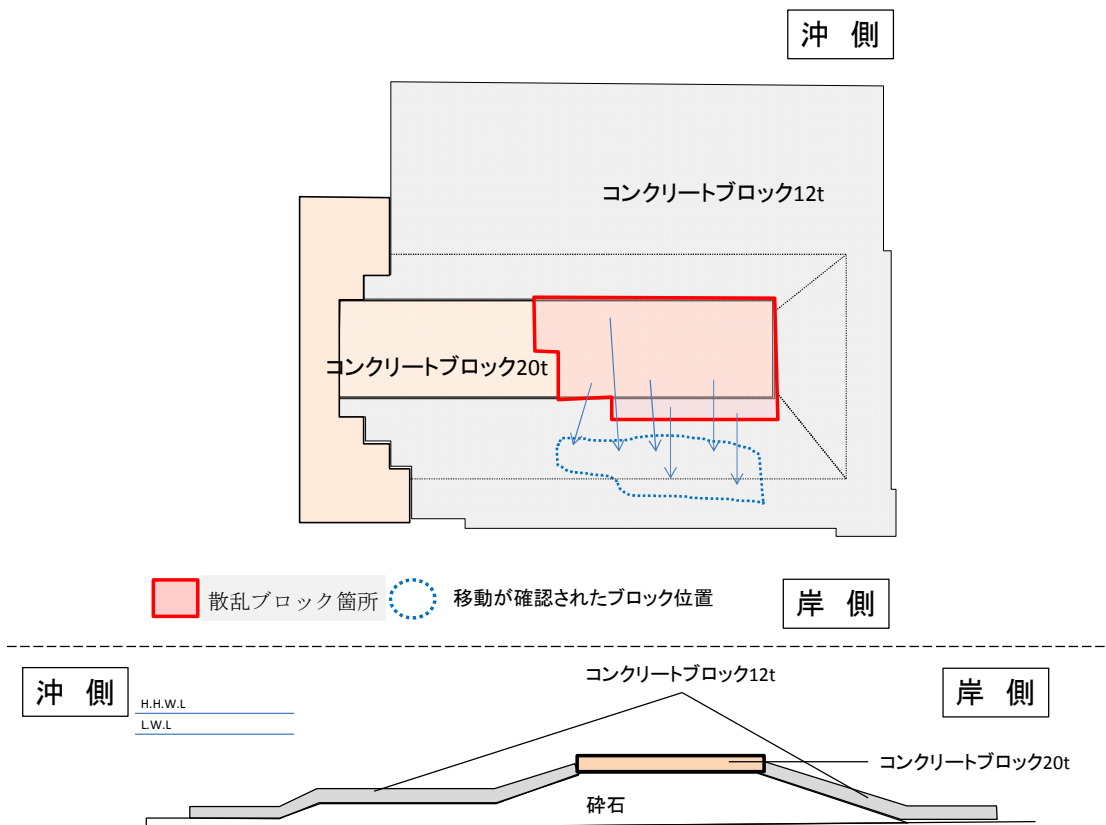 沖 側
コンクリートブロック12t
コンクリートブロック20t
散乱ブロック箇所
移動が確認されたブロック位置
岸 側
沖 側
H.H.W.L
L.W.L
コンクリートブロック12t
岸 側
コンクリートブロック20t
砕石